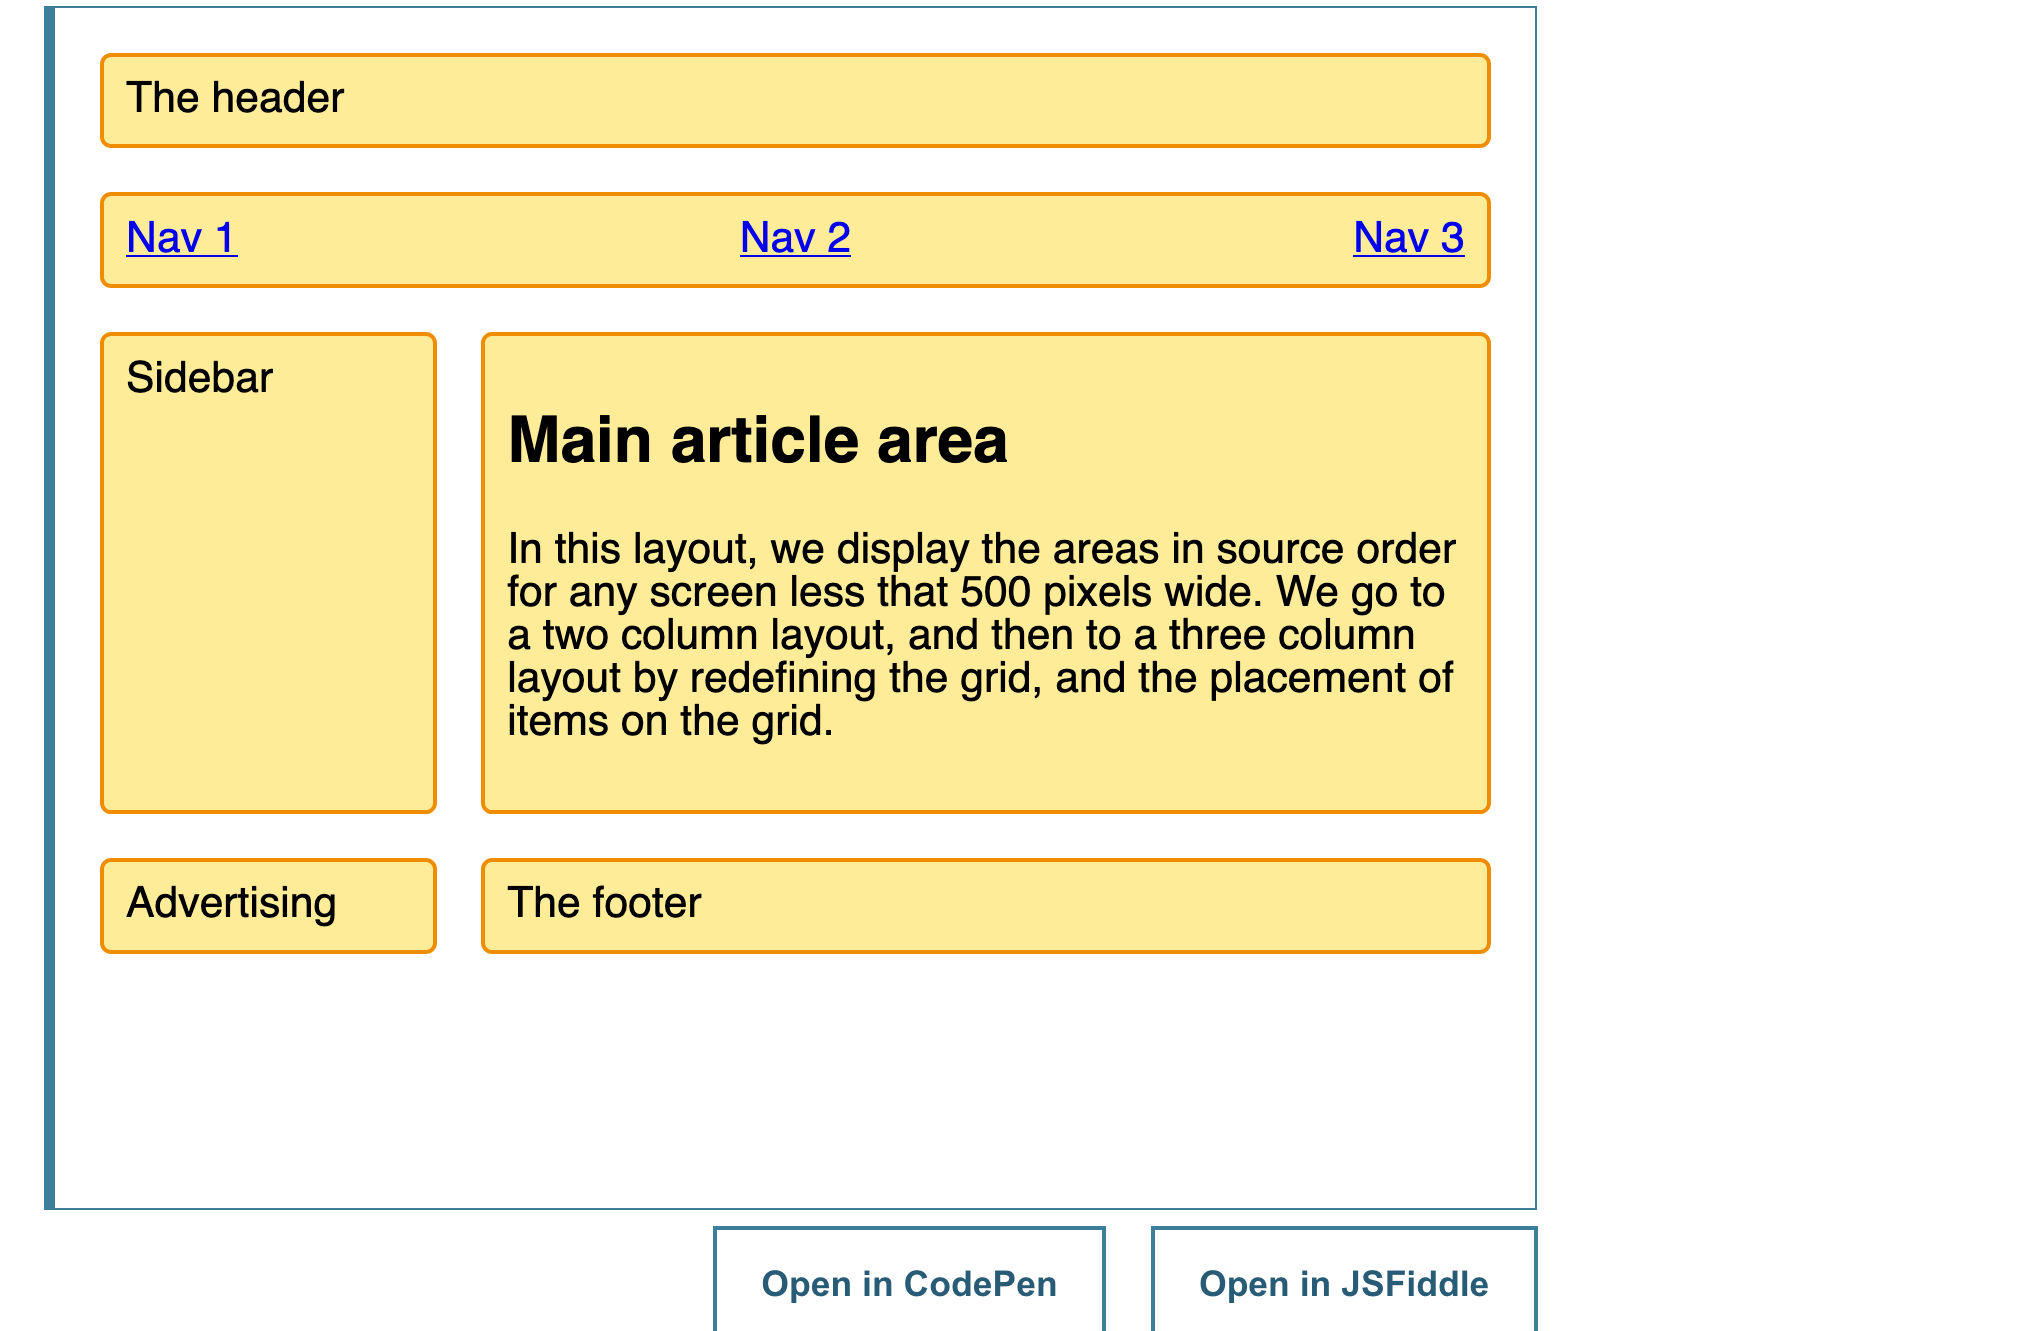 The header
Nav 1 Nav 2 Nav 3
Sidebar
Main article area
In this layout, we display the areas in source order
for any screen less that 500 pixels wide. We go to
a two column layout, and then to a three column
layout by redefining the grid, and the placement of
items on the grid.
Advertising
The footer
Open in CodePen
Open in JSFiddle